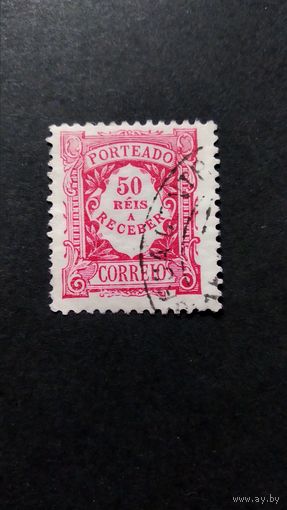 PORTEADO
50
RÉIS
A
RECEBER
CORREIO
www.ay.by